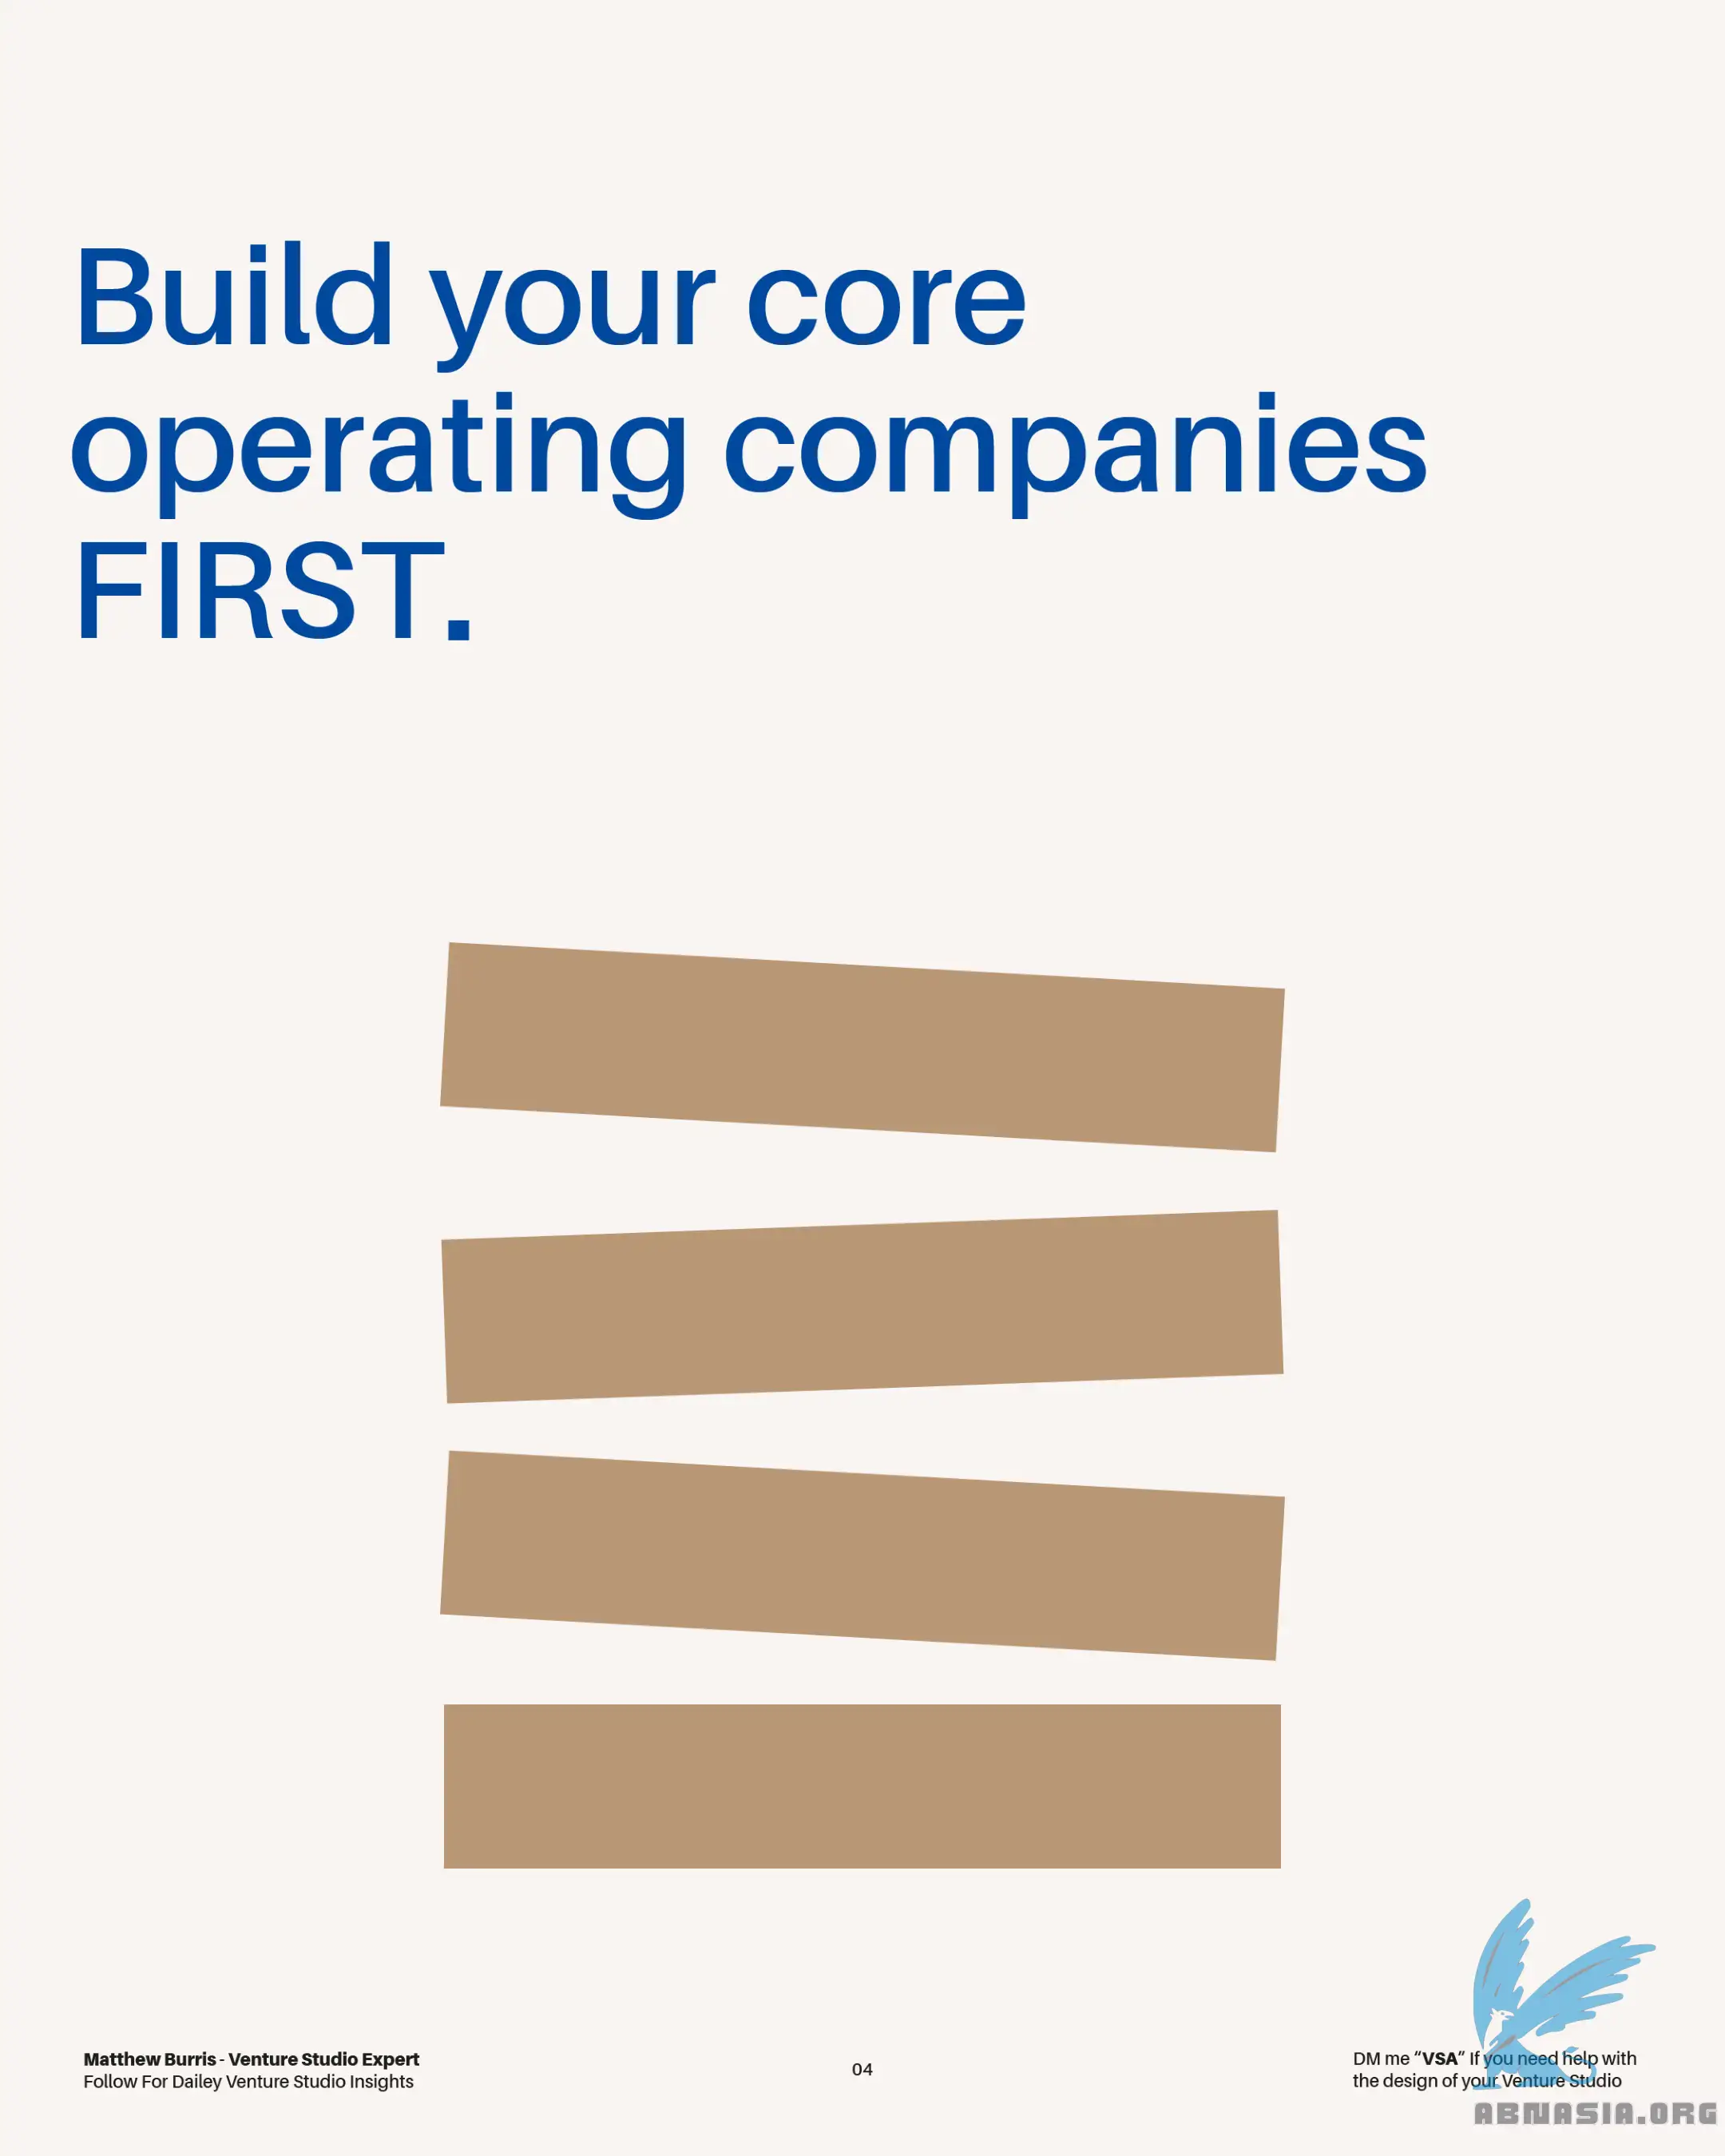 Build your core
operating companies
FIRST.
Matthew Burris - Venture Studio Expert
Follow For Dailey Venture Studio Insights
04
DM me “VSA” If you need help with
the design of your Venture Studio
ABNASIA.ORG